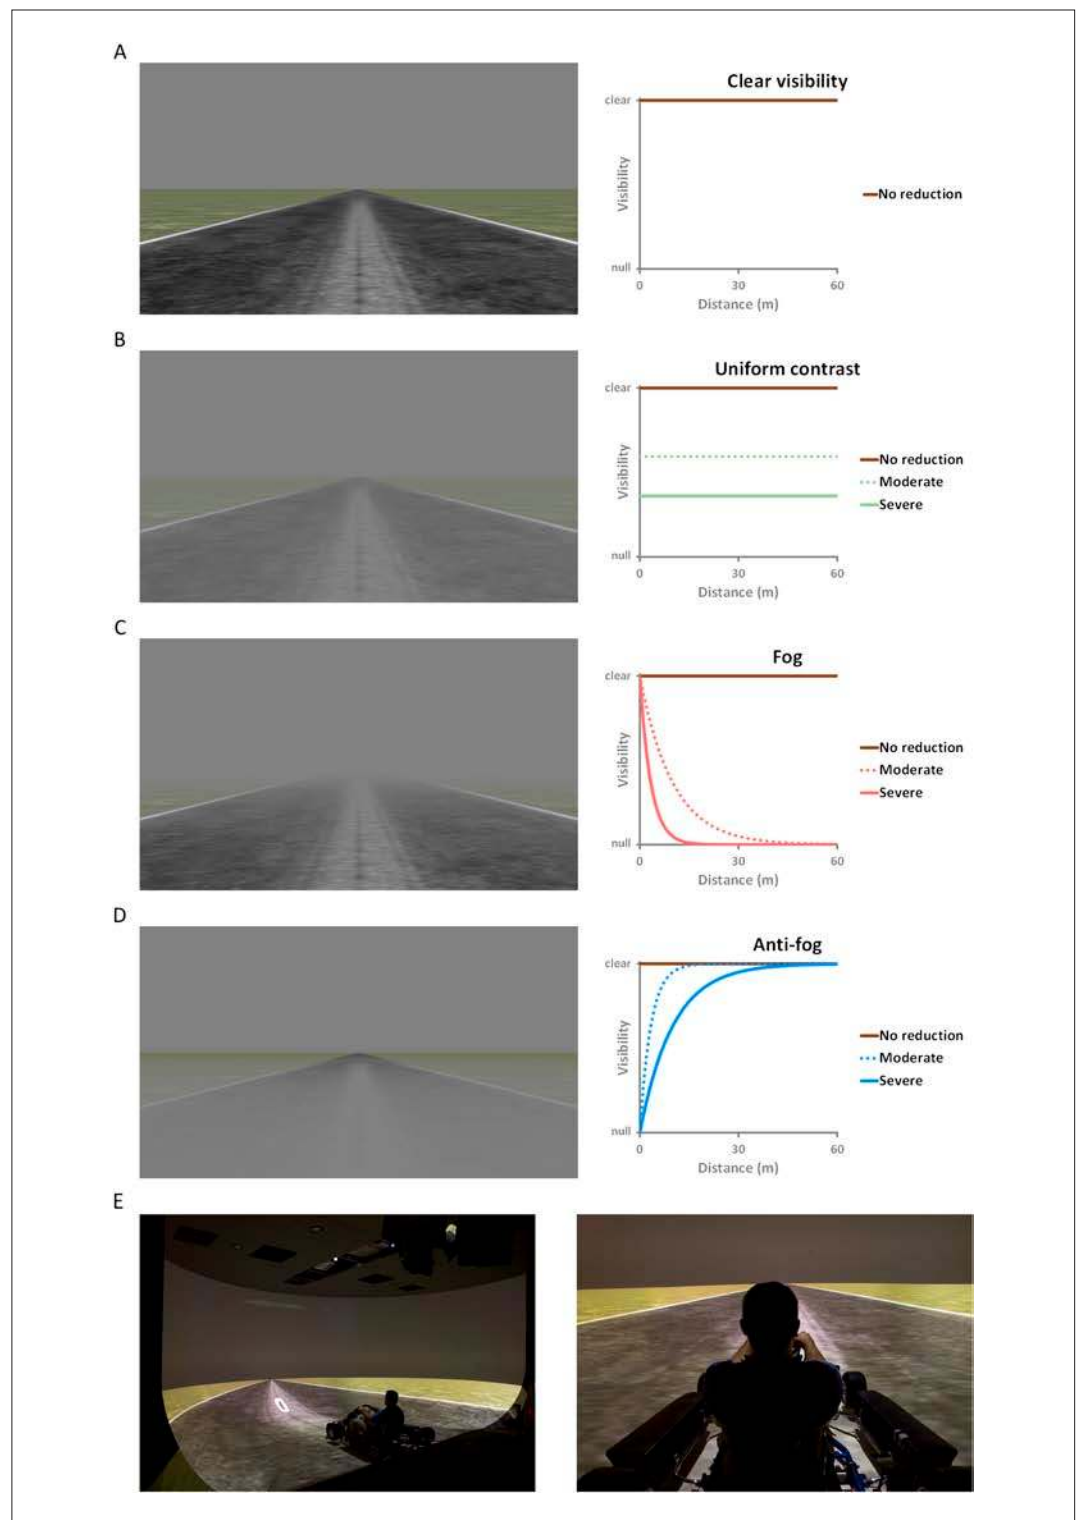 A
Clear visibility
clear
Visibility
No reduction
null
0 30 60
Distance (m)
B
Uniform contrast
clear
Visibility
No reduction
Moderate
Severe
null
0 30 60
Distance (m)
C
Fog
clear
Visibility
No reduction
Moderate
Severe
null
0 30 60
Distance (m)
D
Anti-fog
clear
Visibility
No reduction
Moderate
Severe
null
0 30 60
Distance (m)
E